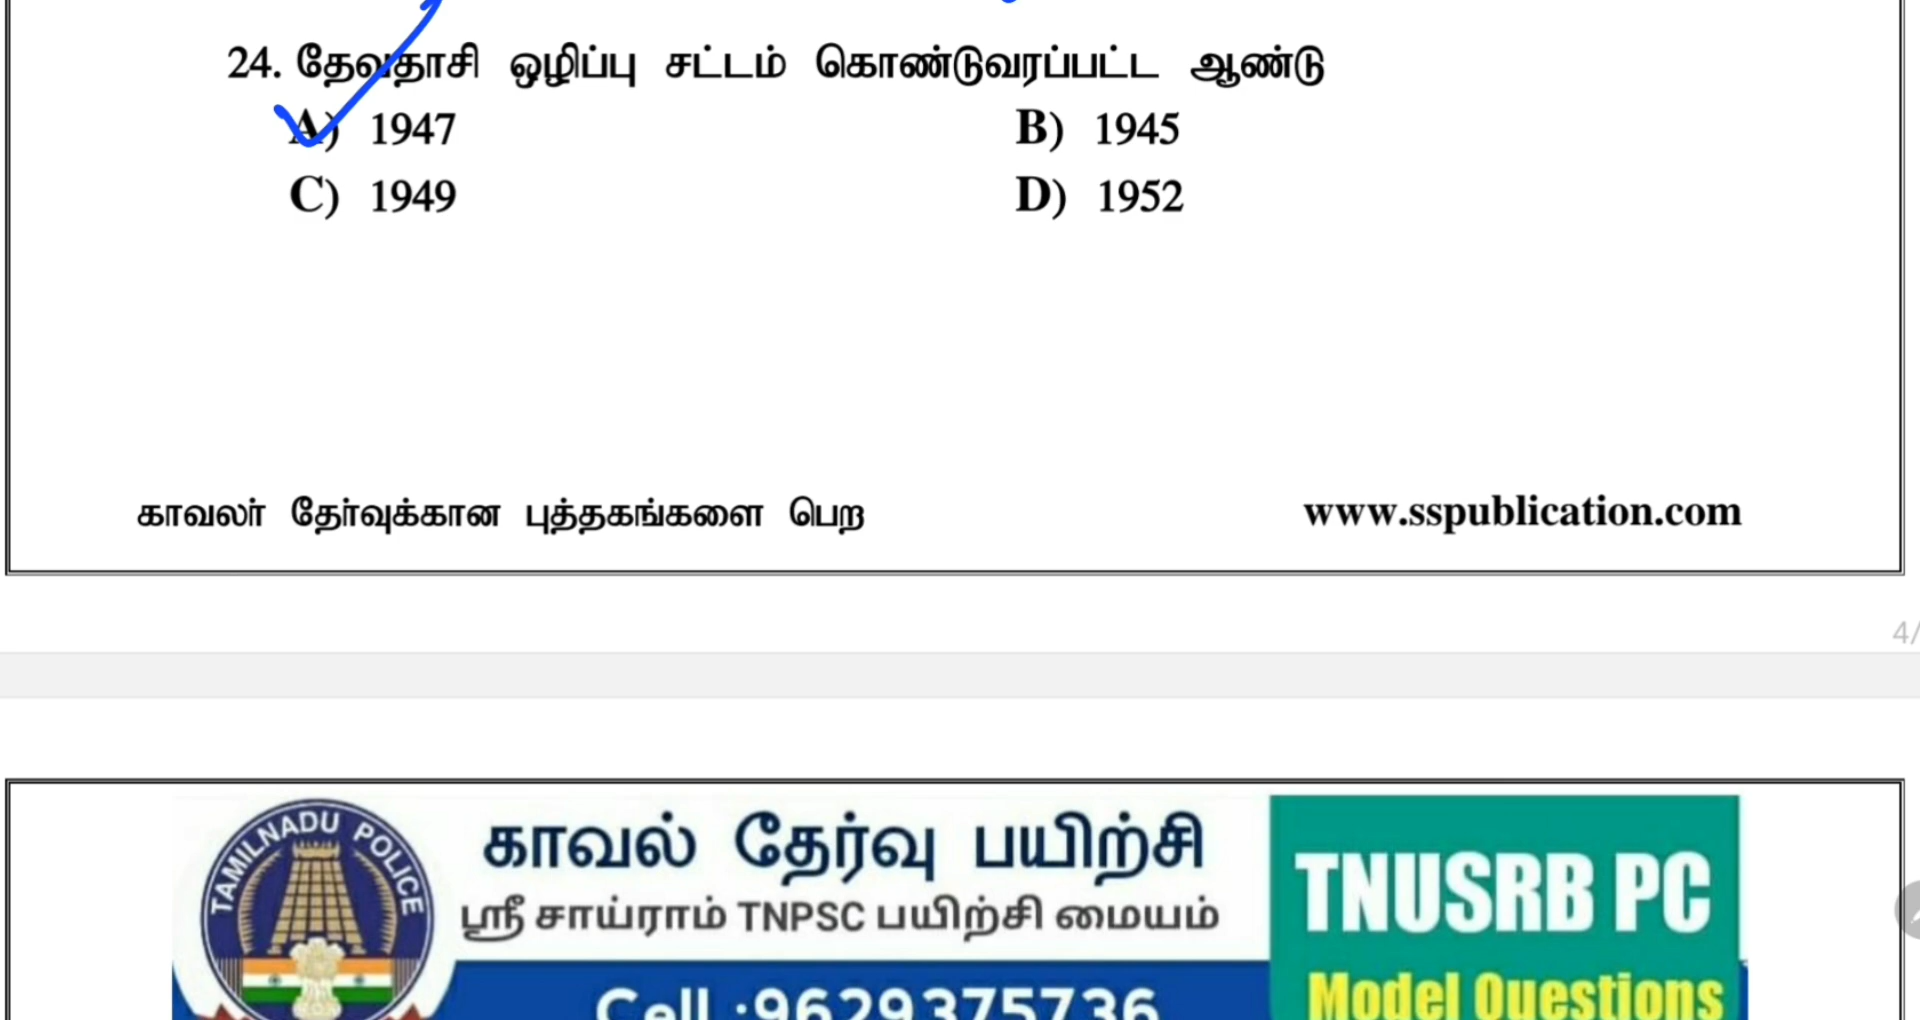 24. தேவதாசி ஒழிப்பு சட்டம் கொண்டுவரப்பட்ட ஆண்டு
A) 1947 B) 1945
C) 1949 D) 1952
காவலர் தேர்வுக்கான புத்தகங்களை பெற www.sspublication.com
4/
TAMILNADU POLICE
காவல் தேர்வு பயிற்சி
ஸ்ரீ சாய்ராம் TNPSC பயிற்சி மையம்
TNUSRB PC
Cell :9629375736
Model Questions